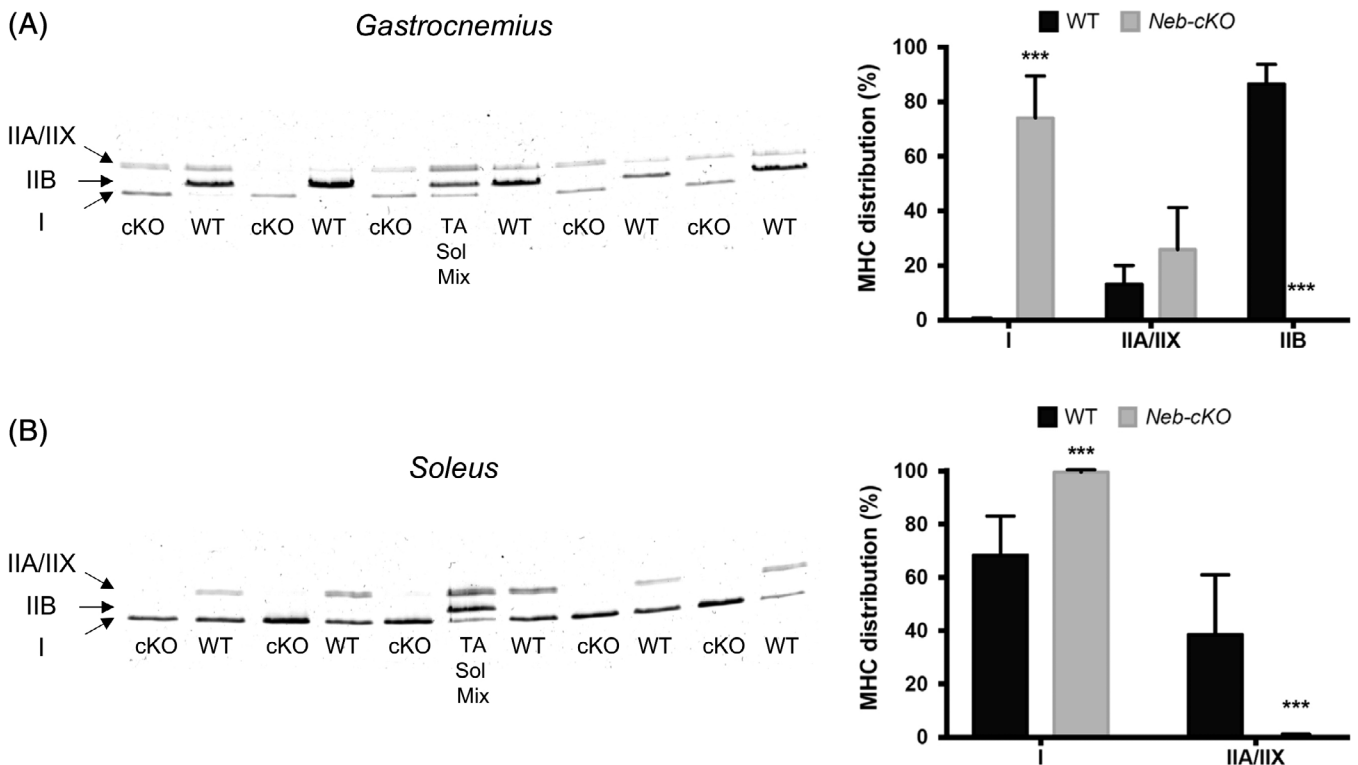 (A)
Gastrocnemius
IIA/IIX
IIB
I
cKO WT cKO WT cKO TA WT cKO WT cKO WT
Sol
Mix
WT Neb-cKO
MHC distribution (%)
100
80
60
40
20
0
***
***
I IIA/IIX IIB
(B)
Soleus
IIA/IIX
IIB
I
cKO WT cKO WT cKO TA WT cKO WT cKO WT
Sol
Mix
WT Neb-cKO
MHC distribution (%)
100
80
60
40
20
0
***
***
I IIA/IIX